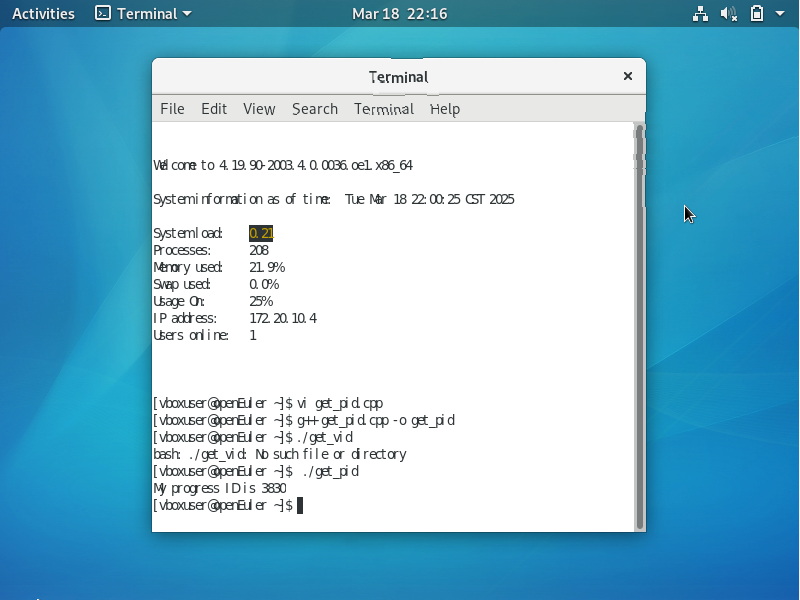 Activities Terminal Mar 18 22:16
Terminal
File Edit View Search Terminal Help
Welcome to 4.19.90-2003.4.0.0036.oe1.x86_64
System information as of time: Tue Mar 18 22:00:25 CST 2025
System load: 0.21
Processes: 208
Memory used: 21.9%
Swap used: 0.0%
Usage On: 25%
IP address: 172.20.10.4
Users online: 1
[vboxuser@openEuler ~]$ vi get_pid.cpp
[vboxuser@openEuler ~]$ g++ get_pid.cpp -o get_pid
[vboxuser@openEuler ~]$ ./get_vid
bash: ./get_vid: No such file or directory
[vboxuser@openEuler ~]$ ./get_pid
My progress ID is 3830
[vboxuser@openEuler ~]$